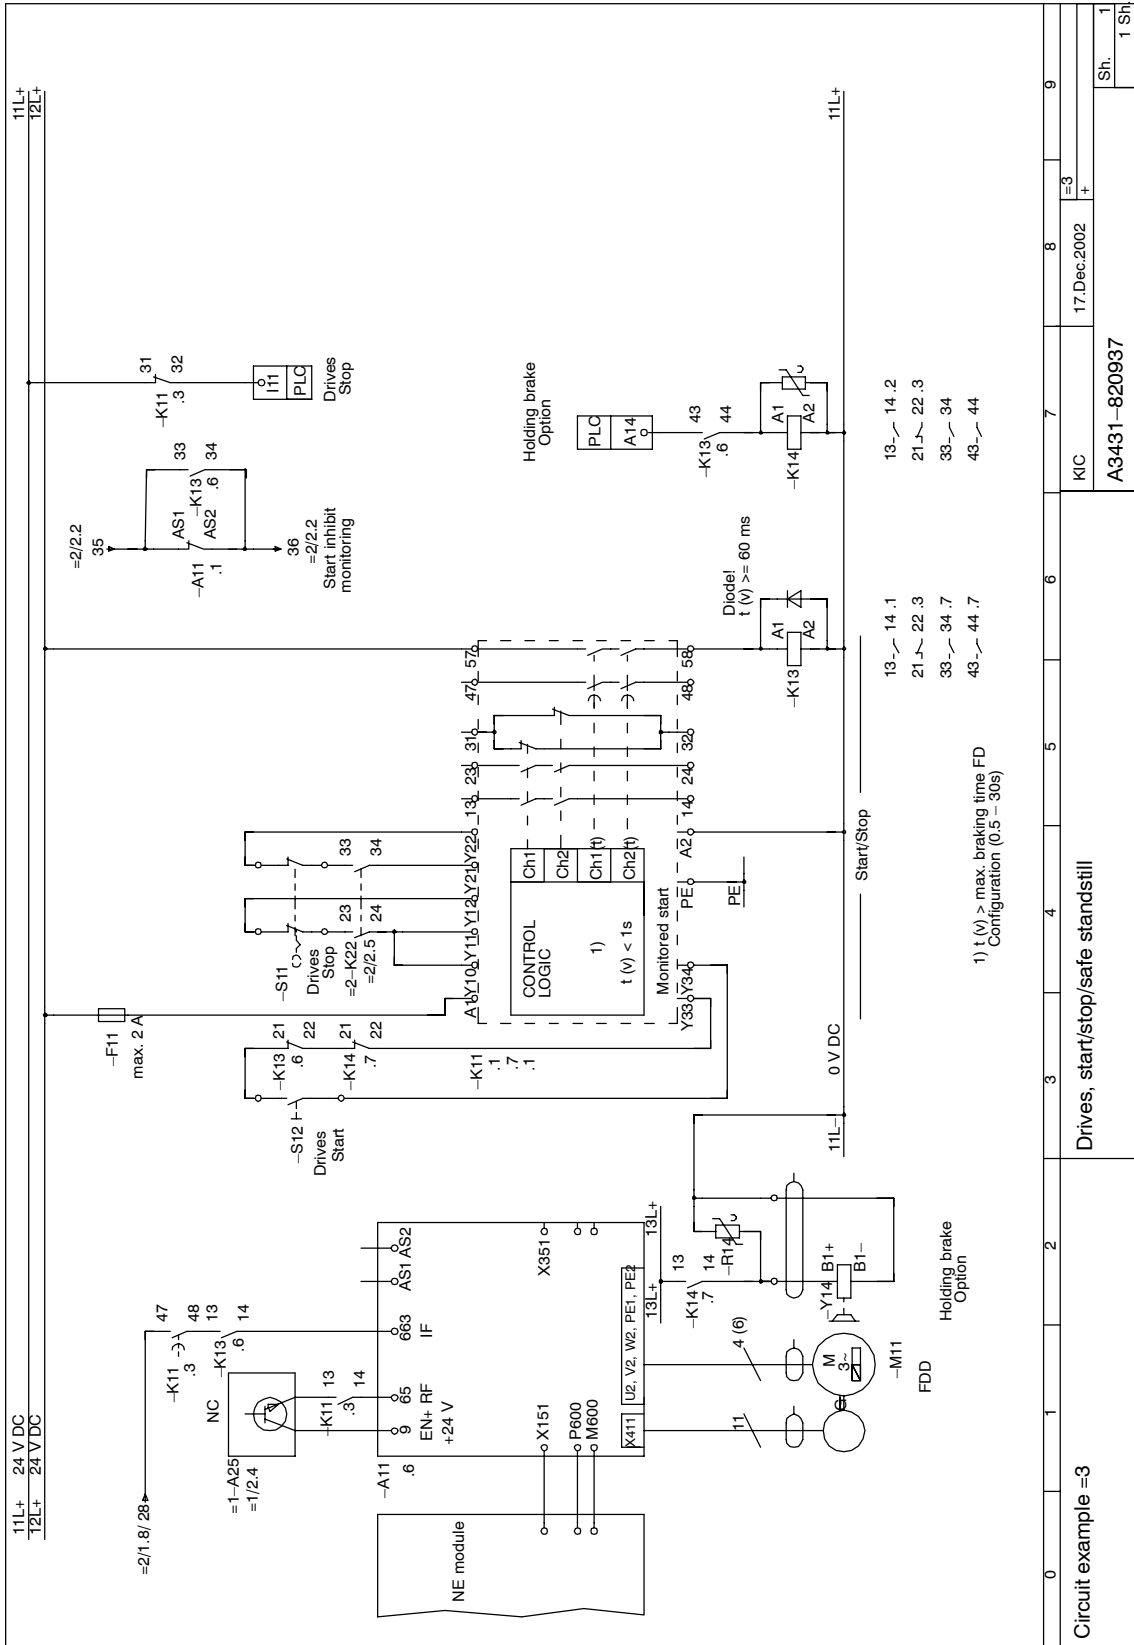 11L+ 24 V DC
12L+ 24 V DC
11L+
12L+
=2/1.8/ 28
–K11
.3
47
48
–K13
.6
13
14
NC
=1–A25
=1/2.4
–K11
.3
13
14
–A11
.6
9
65
663
AS1
AS2
EN+
RF
IF
+24 V
NE module
X151
P600
M600
X351
X411
U2, V2, W2, PE1, PE2
11
4 (6)
M
3~
–M11
FDD
13L+
13L+
–K14
.7
13
14
–R14
–Y14
B1+
B1–
Holding brake
Option
11L–
0 V DC
–S12
Drives
Start
–K13
.6
21
22
–K14
.7
21
22
–F11
max. 2 A
–S11
Drives
Stop
=2–K22
=2/2.5
23
24
33
34
–K11
.1
.7
.1
A1
Y10
Y11
Y12
Y21
Y22
13
23
31
47
57
CONTROL
LOGIC
1)
t (v) < 1s
Ch1
Ch2
Ch1(t)
Ch2(t)
Monitored start
Y33
Y34
PE
A2
14
24
32
48
58
PE
Start/Stop
=2/2.2
35
–A11
.1
AS1
AS2
–K13
.6
33
34
36
=2/2.2
Start inhibit
monitoring
–K11
.3
31
32
I11
PLC
Drives
Stop
Diode!
t (v) >= 60 ms
–K13
A1
A2
Holding brake
Option
PLC
A14
–K13
.6
43
44
–K14
A1
A2
11L+
13- 14 .1
21 22 .3
33- 34 .7
43- 44 .7
13- 14 .2
21 22 .3
33- 34
43- 44
1) t (v) > max. braking time FD
Configuration (0.5 – 30s)
0 1 2 3 4 5 6 7 8 9
Circuit example =3
Drives, start/stop/safe standstill
KIC
17.Dec.2002
=3
+
A3431–820937
Sh. 1
1 Sh.